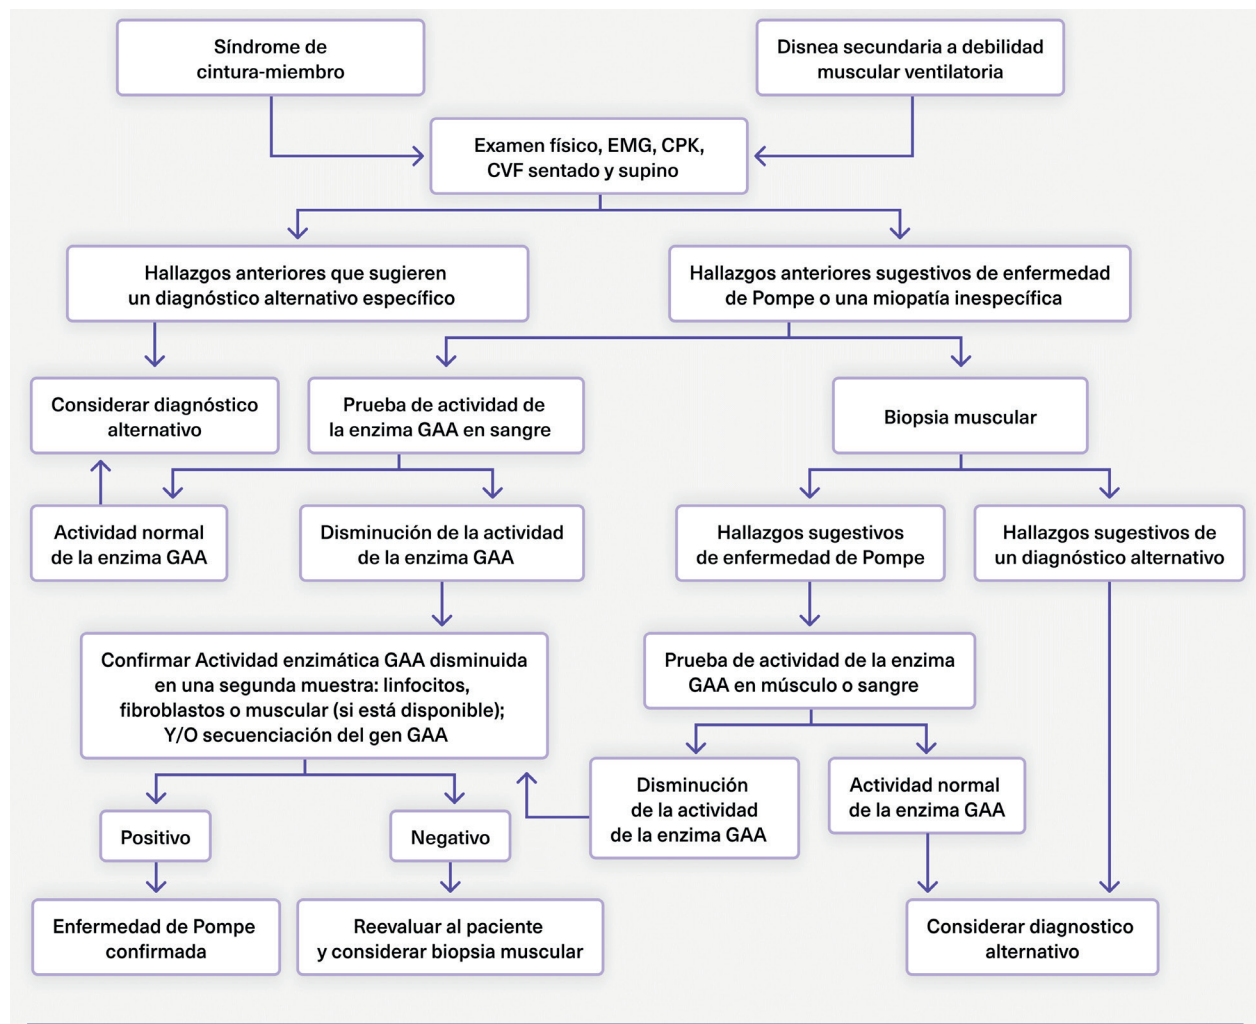 Síndrome de
cintura-miembro
Disnea secundaria a debilidad
muscular ventilatoria
Examen físico, EMG, CPK,
CVF sentado y supino
Hallazgos anteriores que sugieren
un diagnóstico alternativo específico
Hallazgos anteriores sugestivos de enfermedad
de Pompe o una miopatía inespecífica
Considerar diagnóstico
alternativo
Prueba de actividad de
la enzima GAA en sangre
Biopsia muscular
Actividad normal
de la enzima GAA
Disminución de la actividad
de la enzima GAA
Hallazgos sugestivos
de enfermedad de Pompe
Hallazgos sugestivos de
un diagnóstico alternativo
Confirmar Actividad enzimática GAA disminuida
en una segunda muestra: linfocitos,
fibroblastos o muscular (si está disponible);
Y/O secuenciación del gen GAA
Prueba de actividad de la enzima
GAA en músculo o sangre
Disminución
de la actividad
de la enzima GAA
Actividad normal
de la enzima GAA
Positivo
Negativo
Enfermedad de Pompe
confirmada
Reevaluar al paciente
y considerar biopsia muscular
Considerar diagnostico
alternativo